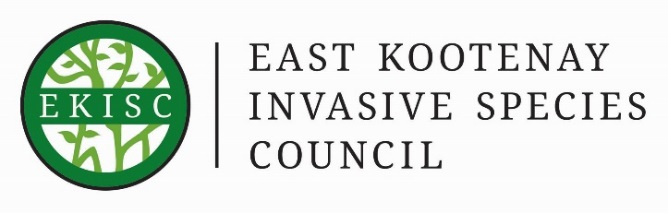 EKISC
EAST KOOTENAY
INVASIVE SPECIES
COUNCIL